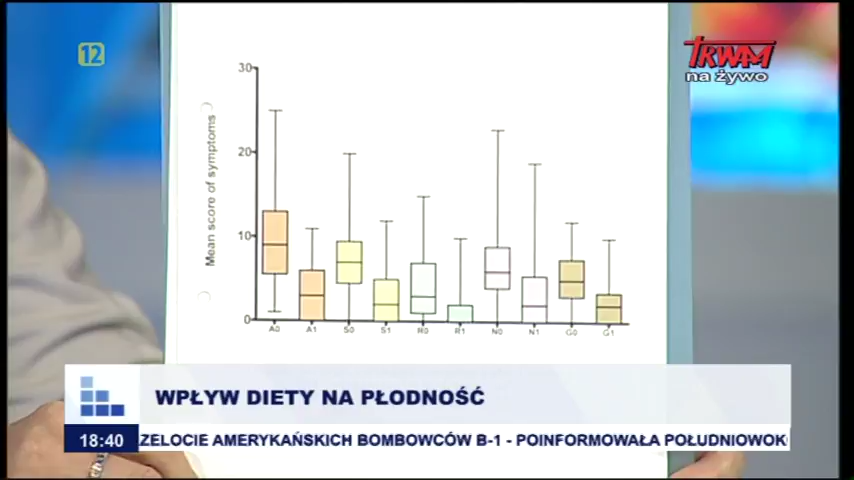 12
TRWAM
na żywo
30
20
10
0
Mean score of symptoms
A0 A1 S0 S1 R0 R1 N0 N1 G0 G1
WPŁYW DIETY NA PŁODNOŚĆ
18:40 ZELOCIE AMERYKAŃSKICH BOMBOWCÓW B-1 - POINFORMOWAŁA POŁUDNIOWOK